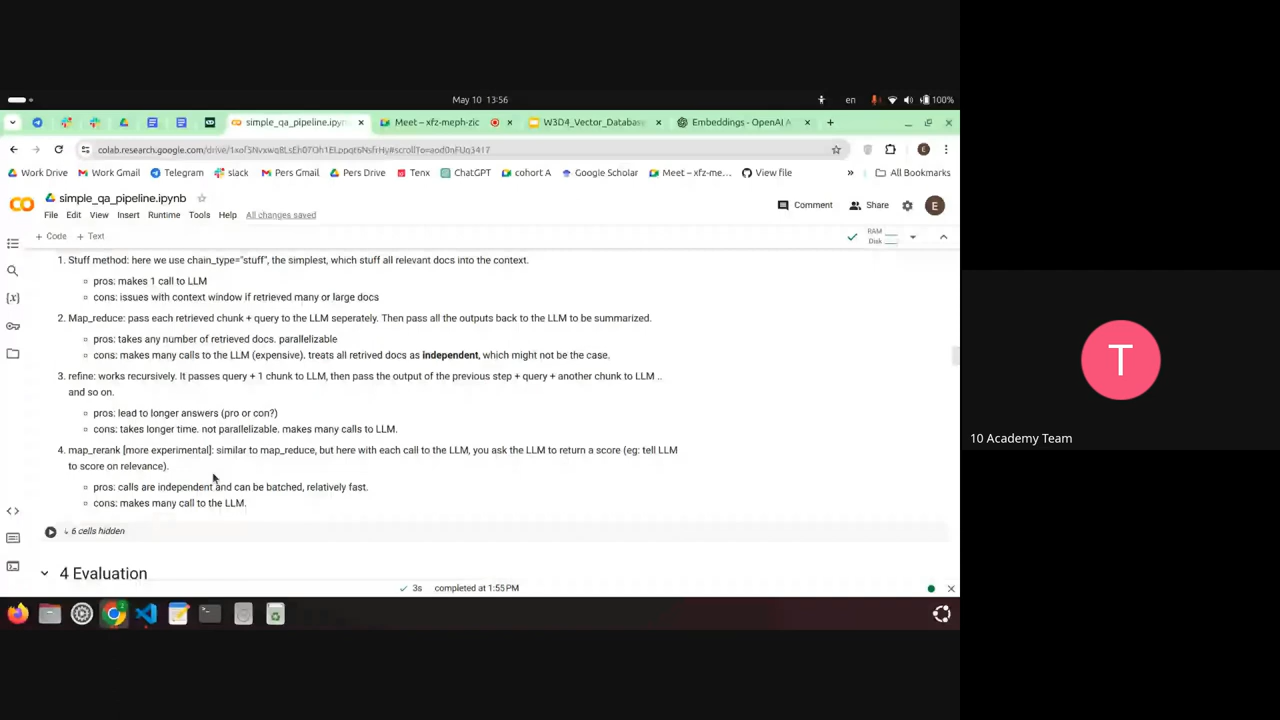 May 10 13:56
en
100%
simple_qa_pipeline.ipynb
Meet – xfz-meph-zic
W3D4_Vector_Database
Embeddings - OpenAI A
colab.research.google.com/drive/
Work Drive
Work Gmail
Telegram
slack
Pers Gmail
Pers Drive
Tenx
ChatGPT
cohort A
Google Scholar
Meet – xfz-me...
View file
»
All Bookmarks
simple_qa_pipeline.ipynb
Comment
Share
E
File Edit View Insert Runtime Tools Help All changes saved
+ Code + Text
RAM
Disk
1. Stuff method: here we use chain_type="stuff", the simplest, which stuff all relevant docs into the context.
pros: makes 1 call to LLM
cons: issues with context window if retrieved many or large docs
2. Map_reduce: pass each retrieved chunk + query to the LLM seperately. Then pass all the outputs back to the LLM to be summarized.
pros: takes any number of retrieved docs. parallelizable
cons: makes many calls to the LLM (expensive). treats all retrived docs as independent, which might not be the case.
3. refine: works recursively. It passes query + 1 chunk to LLM, then pass the output of the previous step + query + another chunk to LLM ..
and so on.
pros: lead to longer answers (pro or con?)
cons: takes longer time. not parallelizable. makes many calls to LLM.
4. map_rerank [more experimental]: similar to map_reduce, but here with each call to the LLM, you ask the LLM to return a score (eg: tell LLM
to score on relevance).
pros: calls are independent and can be batched, relatively fast.
cons: makes many call to the LLM.
6 cells hidden
4 Evaluation
3s completed at 1:55 PM
T
10 Academy Team